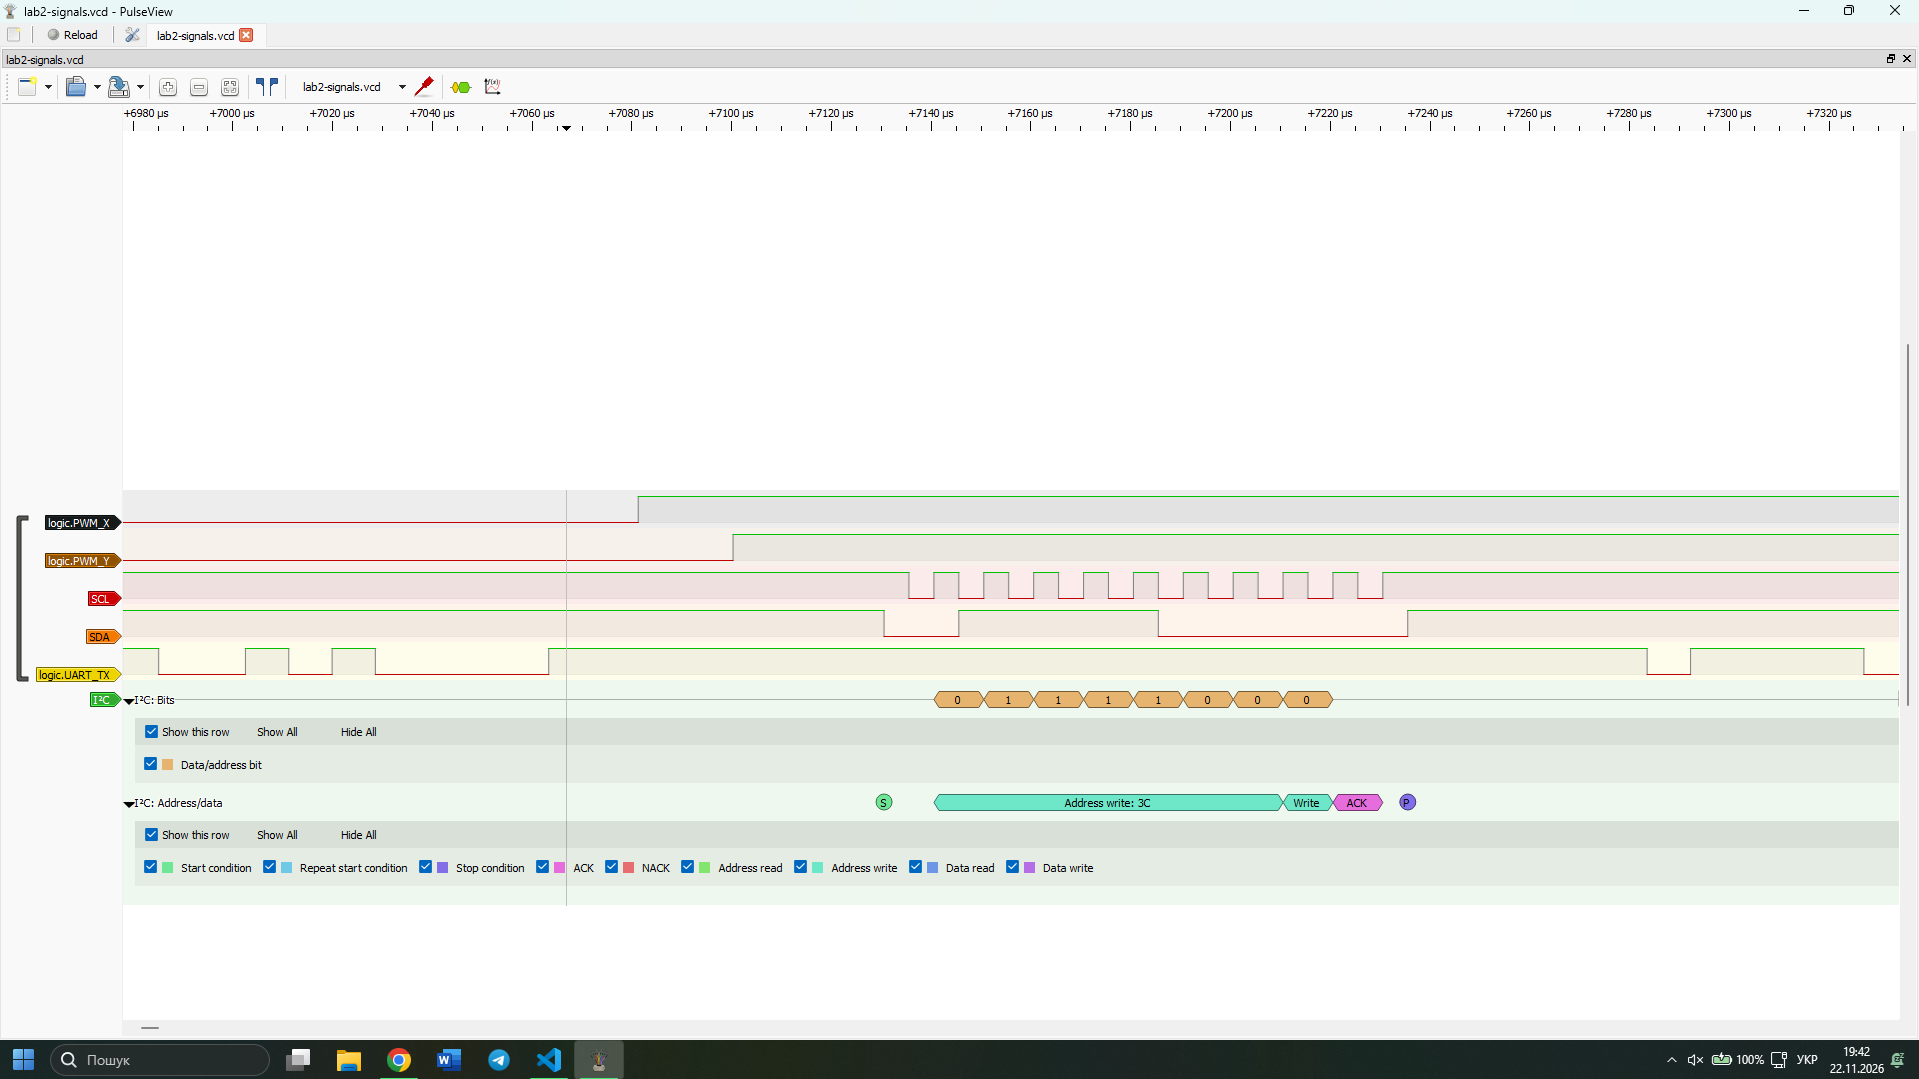 lab2-signals.vcd - PulseView
Reload
lab2-signals.vcd
lab2-signals.vcd
lab2-signals.vcd
+6980 µs +7000 µs +7020 µs +7040 µs +7060 µs +7080 µs +7100 µs +7120 µs +7140 µs +7160 µs +7180 µs +7200 µs +7220 µs +7240 µs +7260 µs +7280 µs +7300 µs +7320 µs
logic.PWM_X
logic.PWM_Y
SCL
SDA
logic.UART_TX
I²C I²C: Bits 0 1 1 1 1 0 0 0
Show this row Show All Hide All
Data/address bit
I²C: Address/data S Address write: 3C Write ACK P
Show this row Show All Hide All
Start condition Repeat start condition Stop condition ACK NACK Address read Address write Data read Data write
Пошук 100% УКР 19:42
22.11.2026